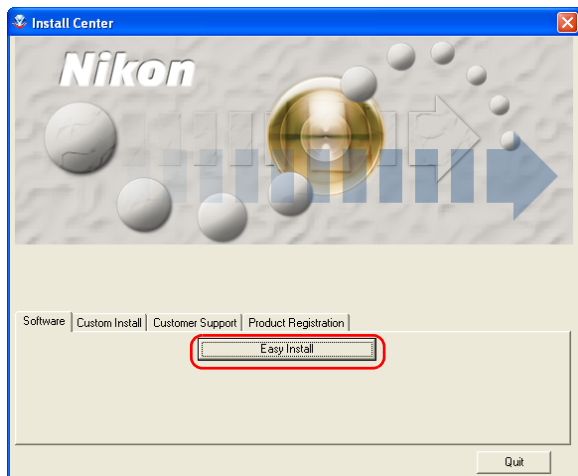 Install Center
Nikon
Software Custom Install Customer Support Product Registration
Easy Install
Quit